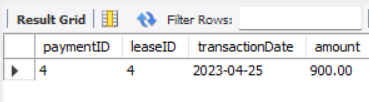 Result Grid Filter Rows:
paymentID leaseID transactionDate amount
4 4 2023-04-25 900.00